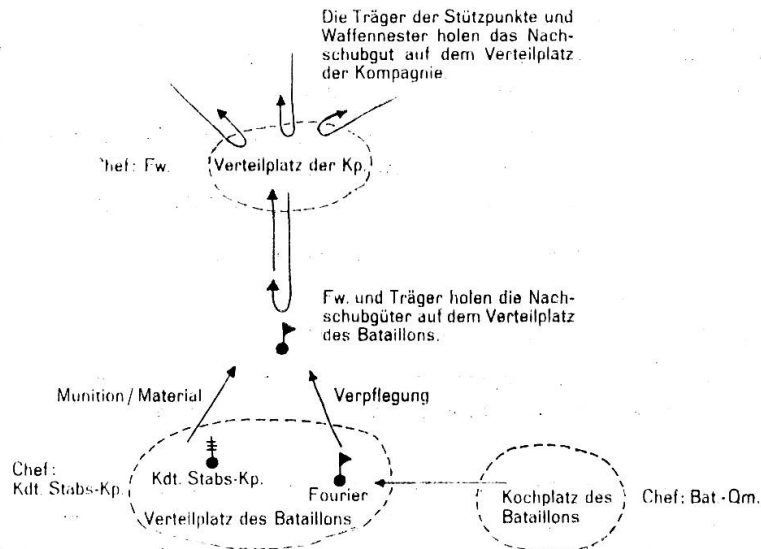 Die Träger der Stützpunkte und
Waffennester holen das Nach-
schubgut auf dem Verteilplatz
der Kompagnie.
hef: Fw.
Verteilplatz der Kp.
Fw. und Träger holen die Nach-
schubgüter auf dem Verteilplatz
des Bataillons.
Munition / Material
Verpflegung
Chef:
Kdt. Stabs-Kp.
Kdt. Stabs-Kp.
Fourier
Verteilplatz des Bataillons
Kochplatz des
Bataillons
Chef: Bat.-Qm.